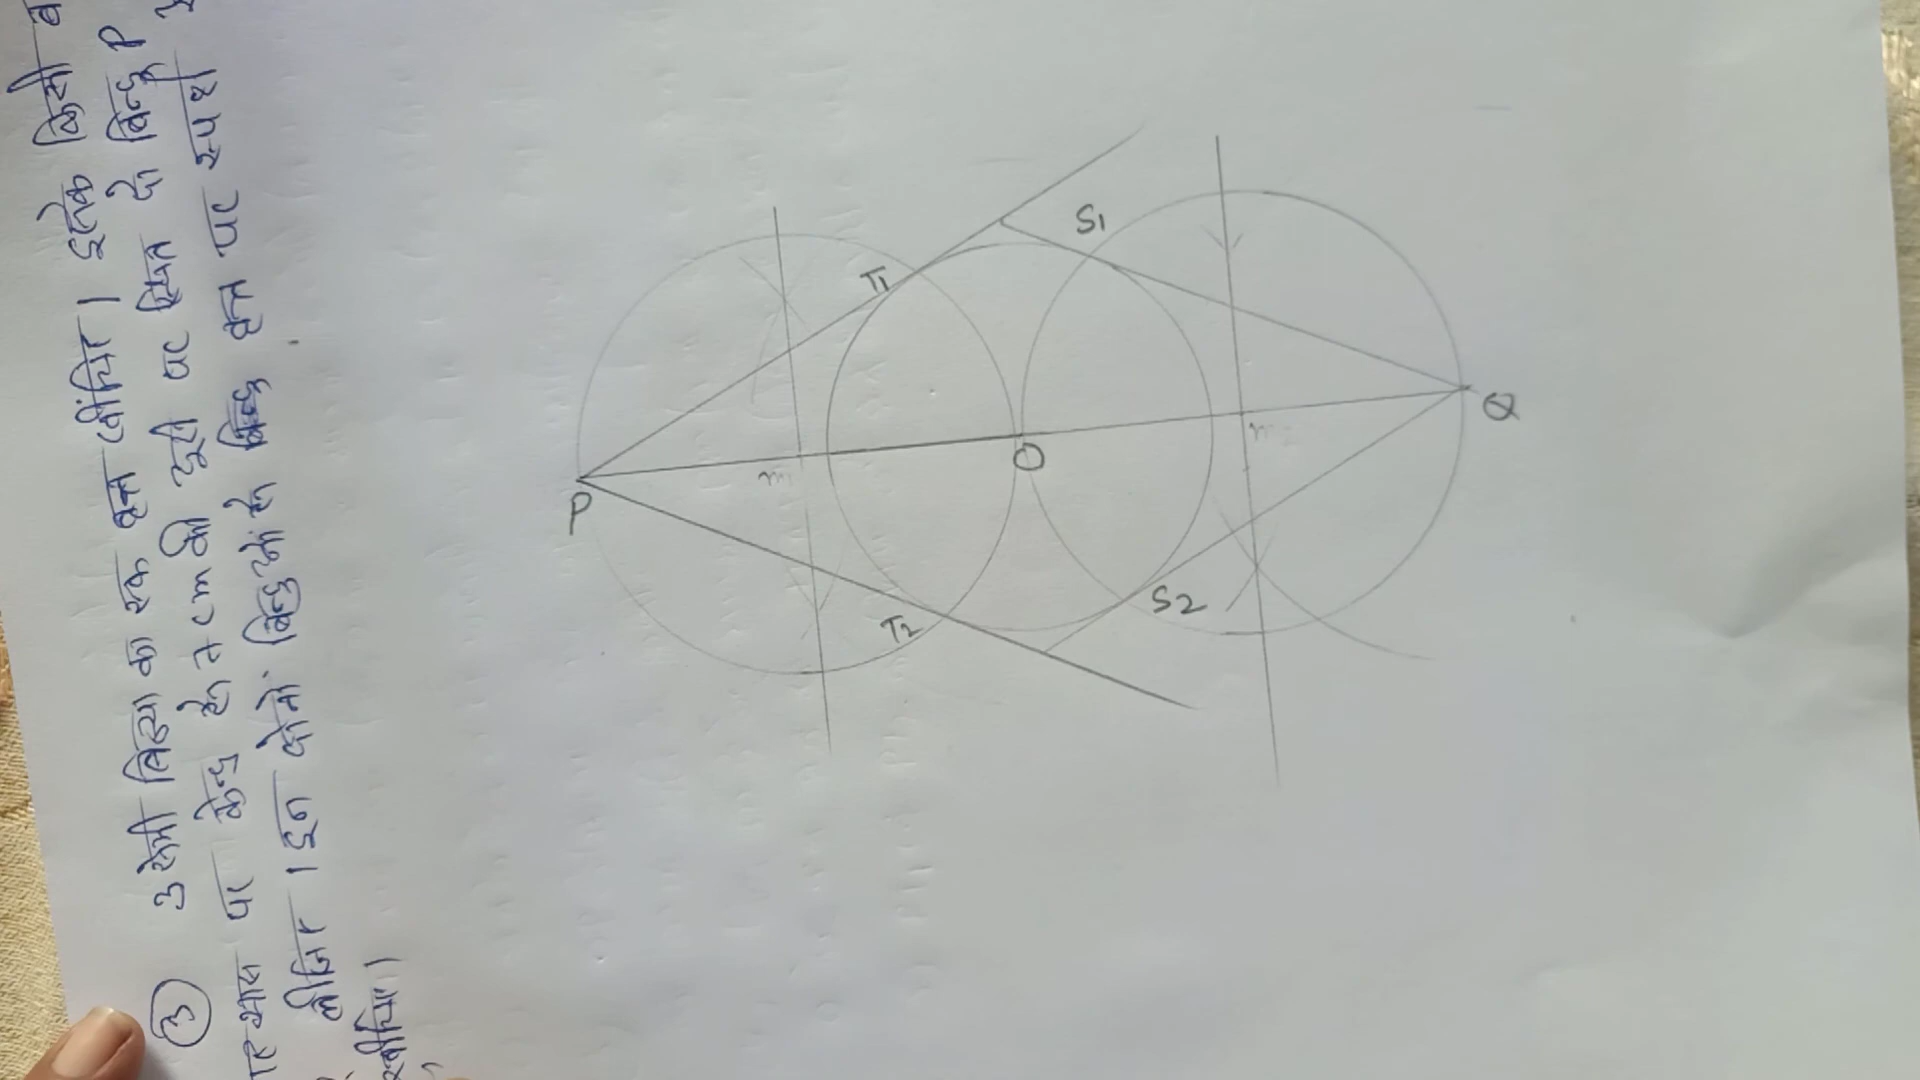 ③ 3 सेमी त्रिज्या का एक वृत्त खींचिए । इसके किसी
पर केन्द्र से 7 cm की दूरी पर स्थित दो बिन्दु P
लीजिए । इन दोनों बिन्दुओं से वृत्त पर स्पर्श
खींचिए ।
T1
S1
P
m
O
m
Q
T2
S2